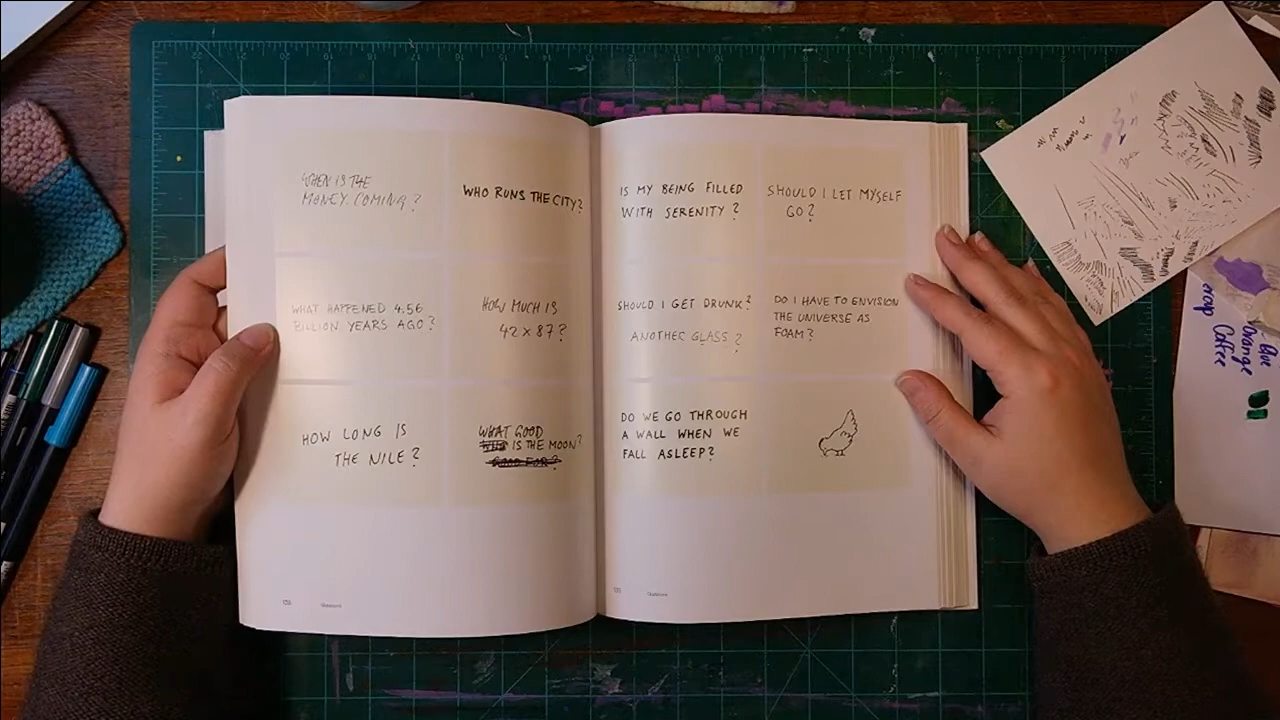 WHEN IS THE
MONEY COMING?
WHO RUNS THE CITY?
WHAT HAPPENED 4.56
BILLION YEARS AGO?
HOW MUCH IS
42 x 87?
HOW LONG IS
THE NILE?
WHAT GOOD
IS THE MOON?
IS MY BEING FILLED
WITH SERENITY?
SHOULD I LET MYSELF
GO?
SHOULD I GET DRUNK?
ANOTHER GLASS?
DO I HAVE TO ENVISION
THE UNIVERSE AS
FOAM?
DO WE GO THROUGH
A WALL WHEN WE
FALL ASLEEP?
Blue
Orange
Coffee